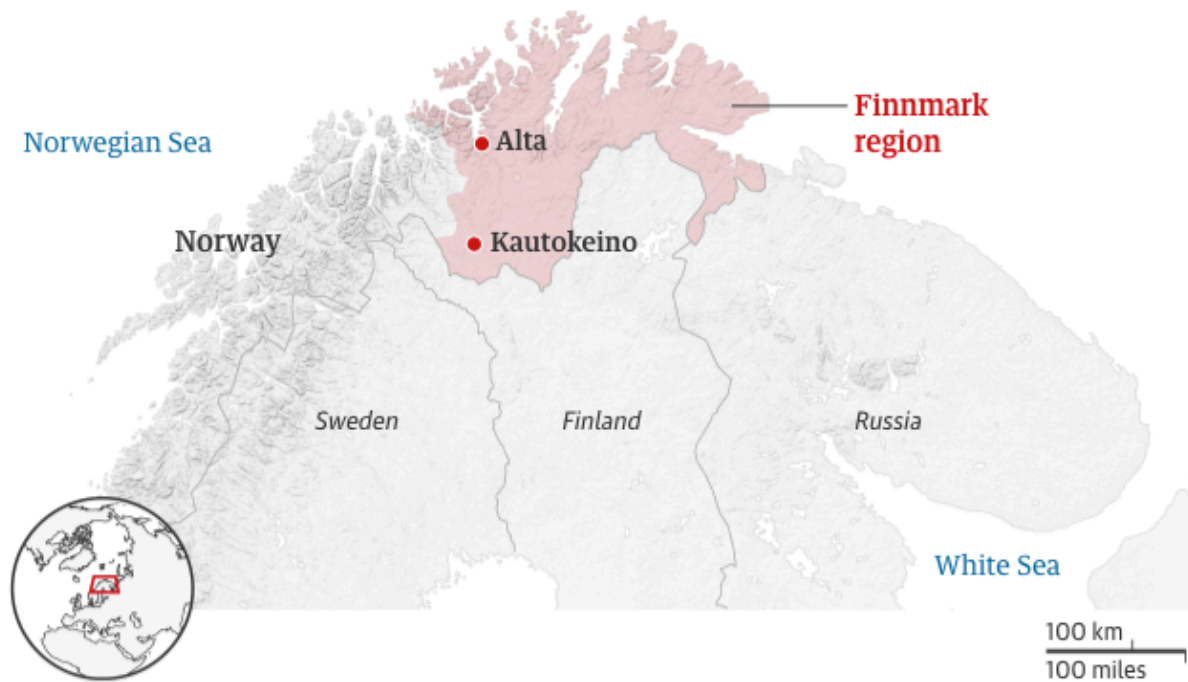 Finnmark
region
Norwegian Sea
Alta
Norway
Kautokeino
Sweden
Finland
Russia
White Sea
100 km
100 miles